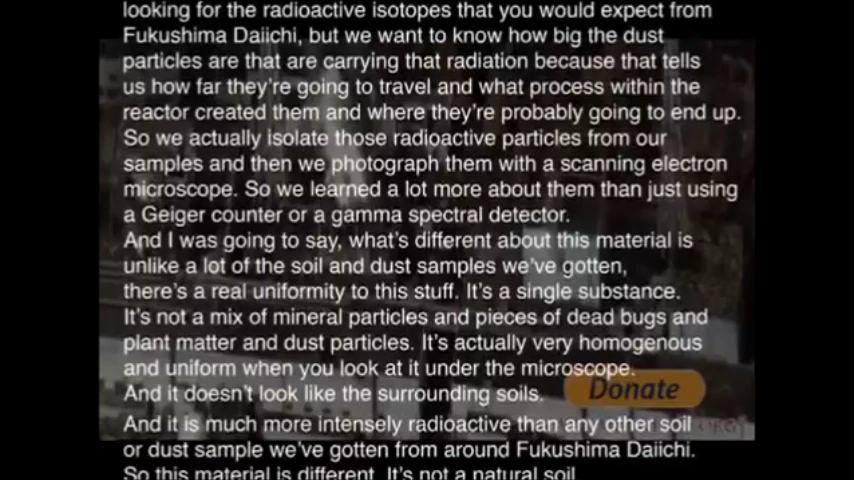 looking for the radioactive isotopes that you would expect from
Fukushima Daiichi, but we want to know how big the dust
particles are that are carrying that radiation because that tells
us how far they're going to travel and what process within the
reactor created them and where they're probably going to end up.
So we actually isolate those radioactive particles from our
samples and then we photograph them with a scanning electron
microscope. So we learned a lot more about them than just using
a Geiger counter or a gamma spectral detector.
And I was going to say, what's different about this material is
unlike a lot of the soil and dust samples we've gotten,
there's a real uniformity to this stuff. It's a single substance.
It's not a mix of mineral particles and pieces of dead bugs and
plant matter and dust particles. It's actually very homogenous
and uniform when you look at it under the microscope.
And it doesn't look like the surrounding soils.
Donate
And it is much more intensely radioactive than any other soil
or dust sample we've gotten from around Fukushima Daiichi.
So this material is different. It's not a natural soil